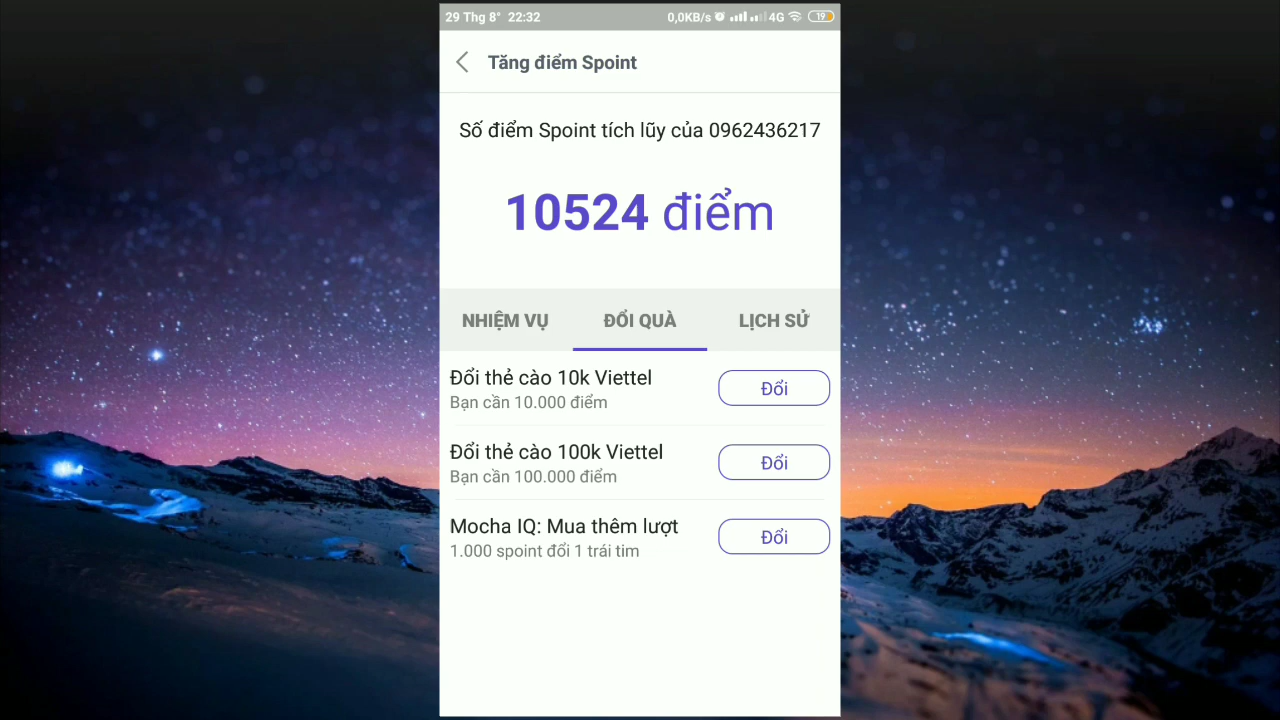 29 Thg 8" 22:32 0,0KB/s 4G 19
Tăng điểm Spoint
Số điểm Spoint tích lũy của 0962436217
10524 điểm
NHIỆM VỤ ĐỔI QUÀ LỊCH SỬ
Đổi thẻ cào 10k Viettel
Bạn cần 10.000 điểm
Đổi
Đổi thẻ cào 100k Viettel
Bạn cần 100.000 điểm
Đổi
Mocha IQ: Mua thêm lượt
1.000 spoint đổi 1 trái tim
Đổi